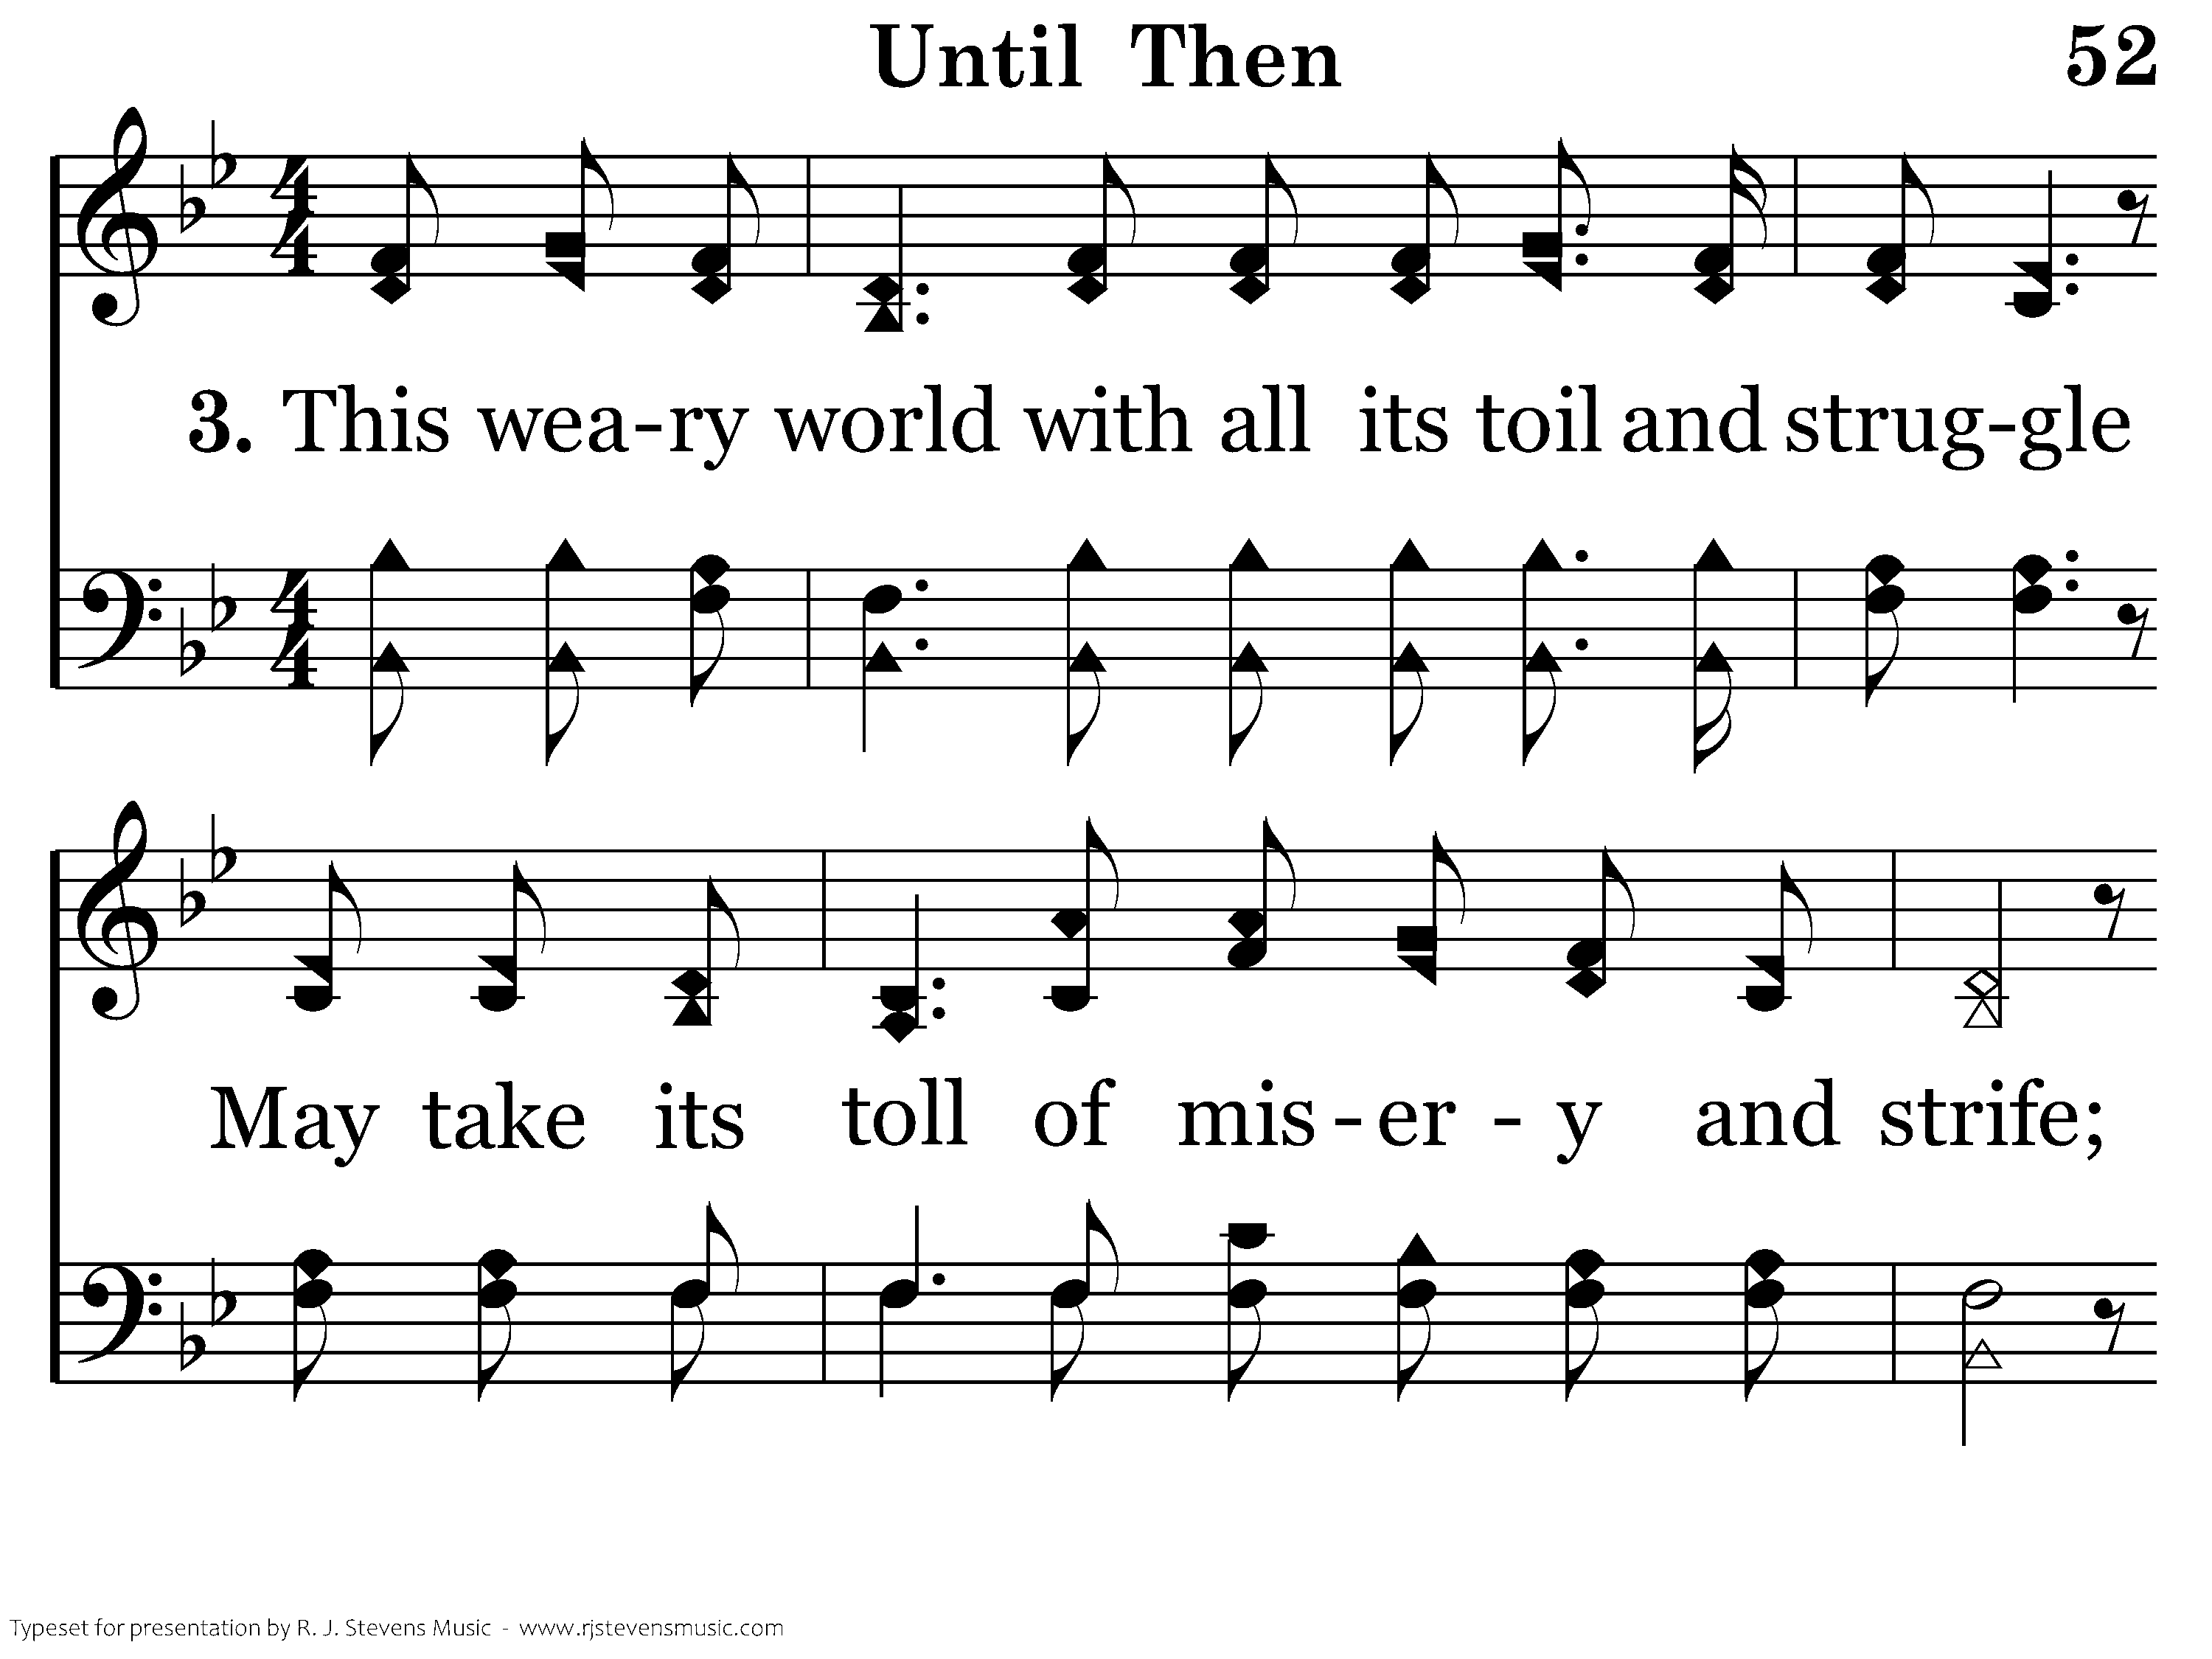 Until Then 52
3. This wea-ry world with all its toil and strug-gle
May take its toll of mis - er - y and strife;
Typeset for presentation by R. J. Stevens Music - www.rjstevensmusic.com